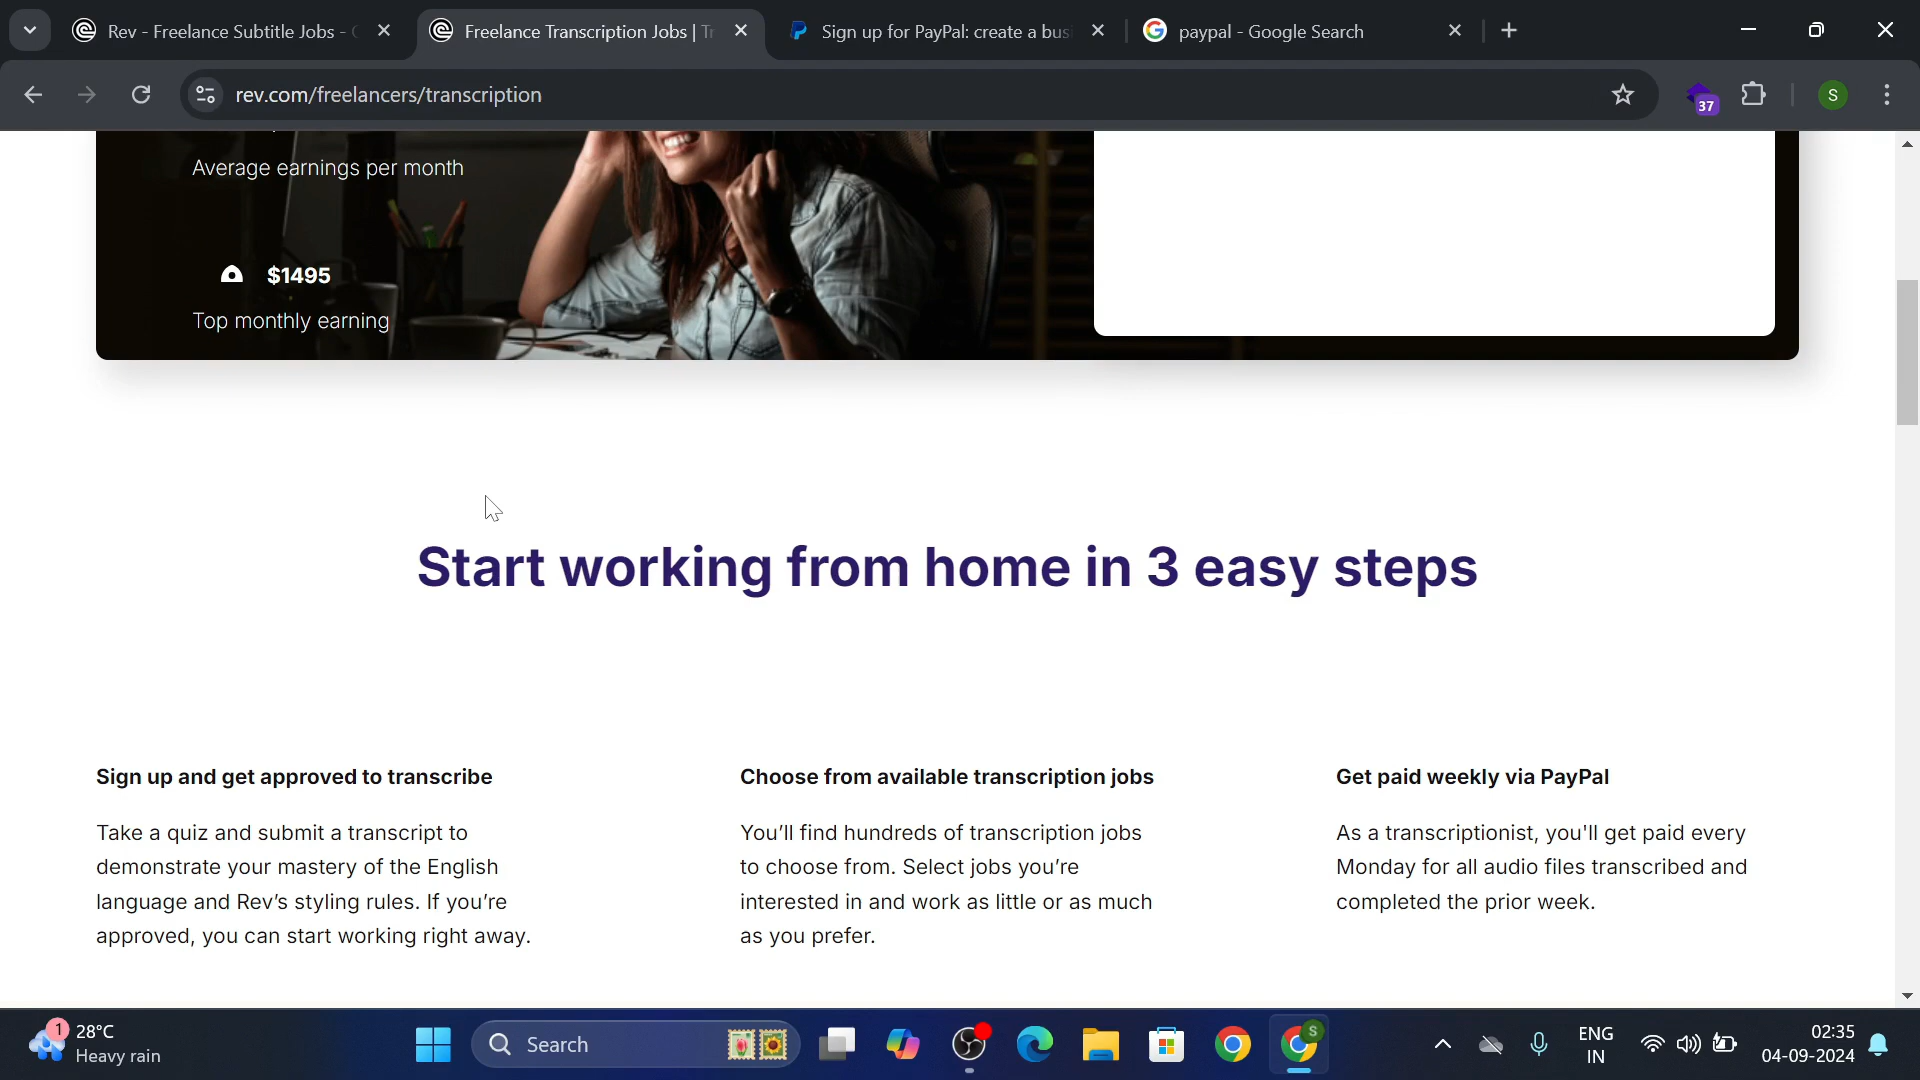 Rev - Freelance Subtitle Jobs -
Freelance Transcription Jobs |
Sign up for PayPal: create a bus
paypal - Google Search
rev.com/freelancers/transcription
37
S
Average earnings per month
$1495
Top monthly earning
Start working from home in 3 easy steps
Sign up and get approved to transcribe
Take a quiz and submit a transcript to
demonstrate your mastery of the English
language and Rev’s styling rules. If you’re
approved, you can start working right away.
Choose from available transcription jobs
You’ll find hundreds of transcription jobs
to choose from. Select jobs you’re
interested in and work as little or as much
as you prefer.
Get paid weekly via PayPal
As a transcriptionist, you'll get paid every
Monday for all audio files transcribed and
completed the prior week.
1
28°C
Heavy rain
Search
S
ENG
IN
02:35
04-09-2024